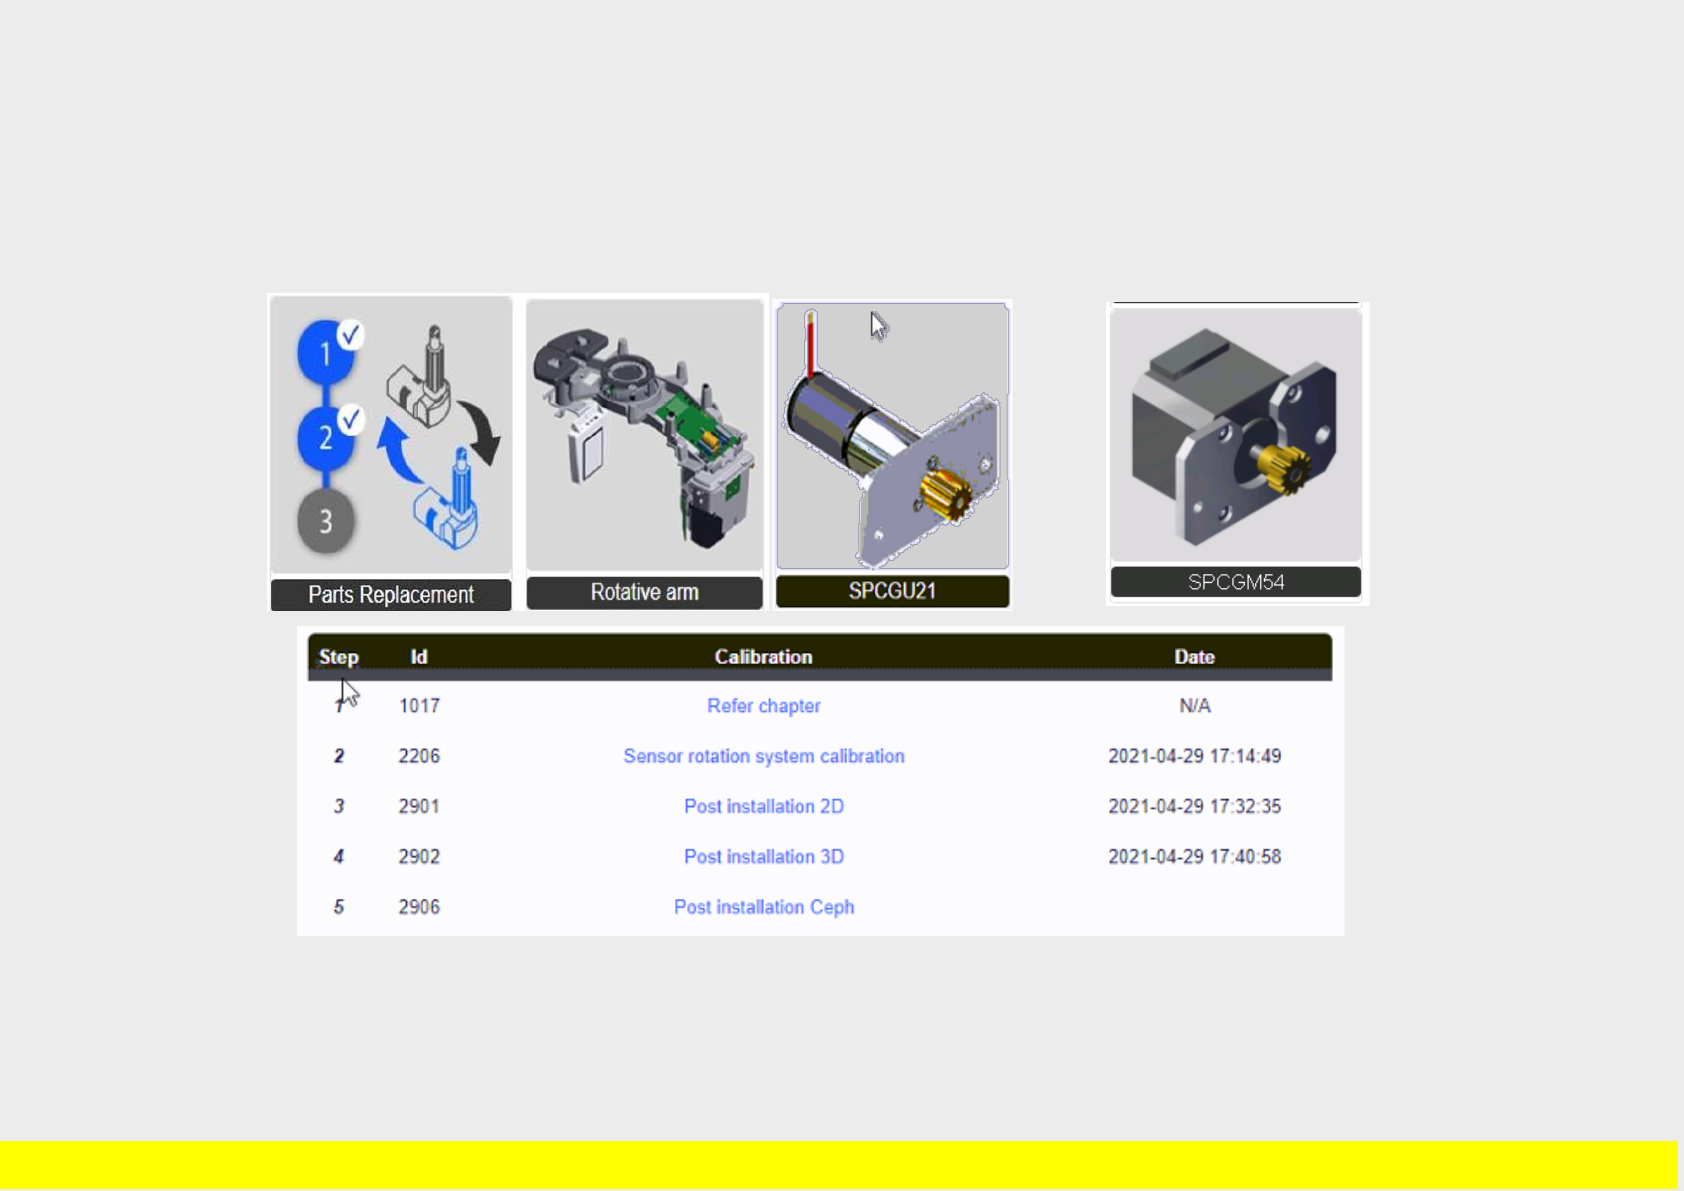 1
2
3
Parts Replacement
Rotative arm
SPCGU21
SPCGM54
Step Id Calibration Date
1 1017 Refer chapter N/A
2 2206 Sensor rotation system calibration 2021-04-29 17:14:49
3 2901 Post installation 2D 2021-04-29 17:32:35
4 2902 Post installation 3D 2021-04-29 17:40:58
5 2906 Post installation Ceph